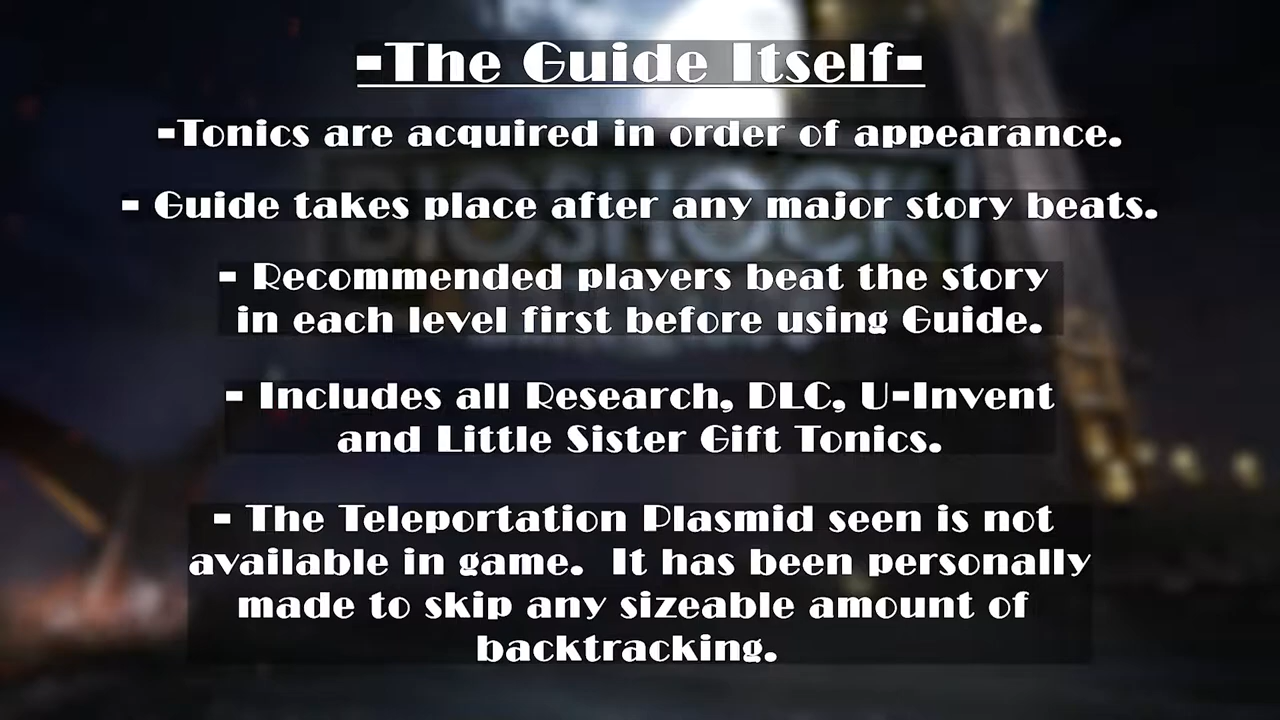 -The Guide Itself-
-Tonics are acquired in order of appearance.
- Guide takes place after any major story beats.
- Recommended players beat the story
in each level first before using Guide.
- Includes all Research, DLC, U-Invent
and Little Sister Gift Tonics.
- The Teleportation Plasmid seen is not
available in game. It has been personally
made to skip any sizeable amount of
backtracking.
BIOSHOCK